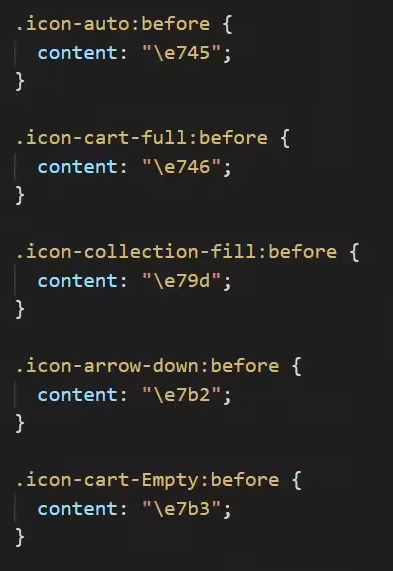 .icon-auto:before {
  content: "\e745";
}

.icon-cart-full:before {
  content: "\e746";
}

.icon-collection-fill:before {
  content: "\e79d";
}

.icon-arrow-down:before {
  content: "\e7b2";
}

.icon-cart-Empty:before {
  content: "\e7b3";
}